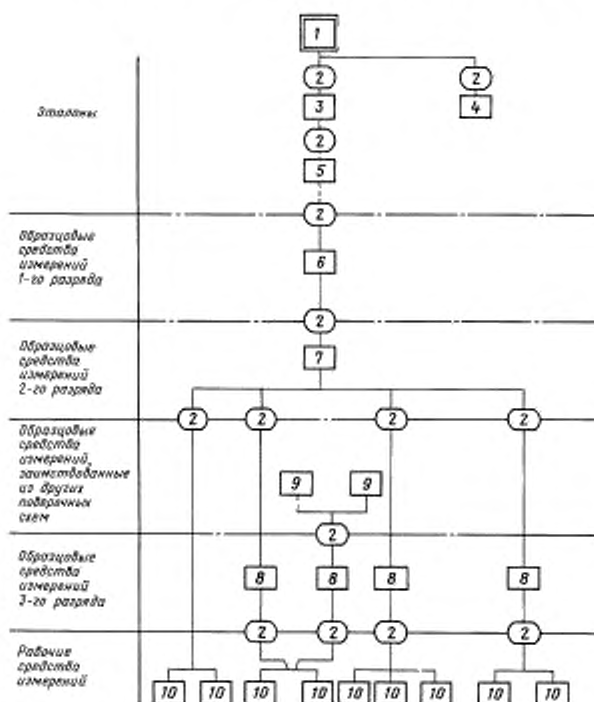 1
2 2
Эталоны
3 4
2
5
2
Образцовые
средства
измерений
1-го разряда
6
2
7
Образцовые
средства
измерений
2-го разряда
2 2 2 2
Образцовые
средства
измерений,
заимствованные
из других
поверочных
схем
9 9
2
Образцовые
средства
измерений
3-го разряда
8 8 8 8
2 2 2 2
Рабочие
средства
измерений
10 10 10 10 10 10 10 10 10